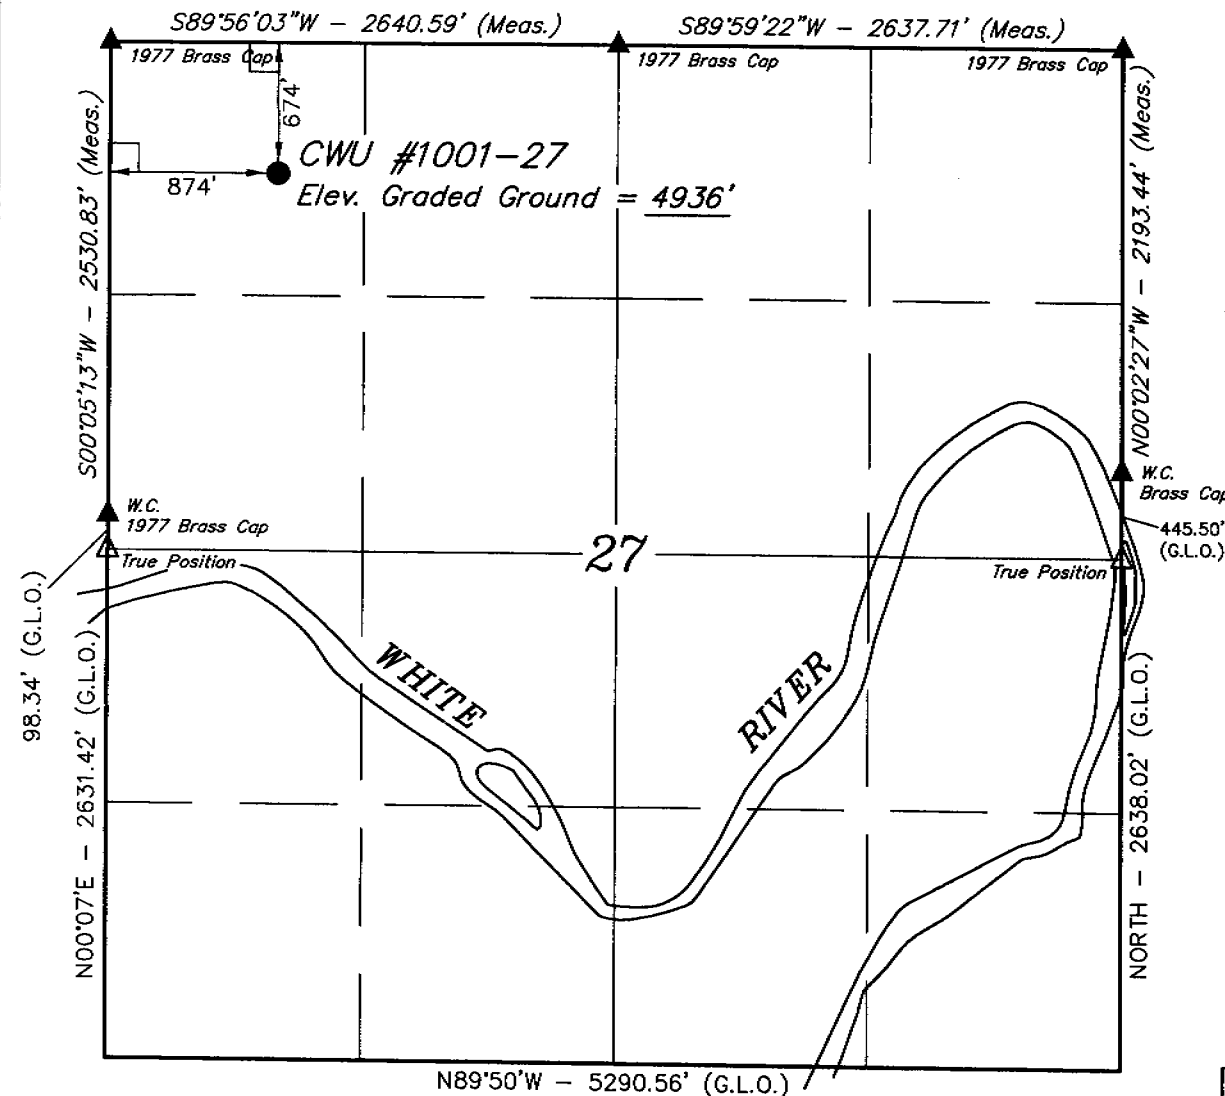 S89°56'03"W - 2640.59' (Meas.)
S89°59'22"W - 2637.71' (Meas.)
1977 Brass Cap
1977 Brass Cap
1977 Brass Cap
674'
874'
CWU #1001-27
Elev. Graded Ground = 4936'
S00°05'13"W - 2530.83' (Meas.)
N00°02'27"W - 2193.44' (Meas.)
W.C.
1977 Brass Cap
True Position
27
W.C.
Brass Cap
445.50'
(G.L.O.)
True Position
98.34' (G.L.O.)
N00°07'E - 2631.42' (G.L.O.)
WHITE
RIVER
NORTH - 2638.02' (G.L.O.)
N89°50'W - 5290.56' (G.L.O.)